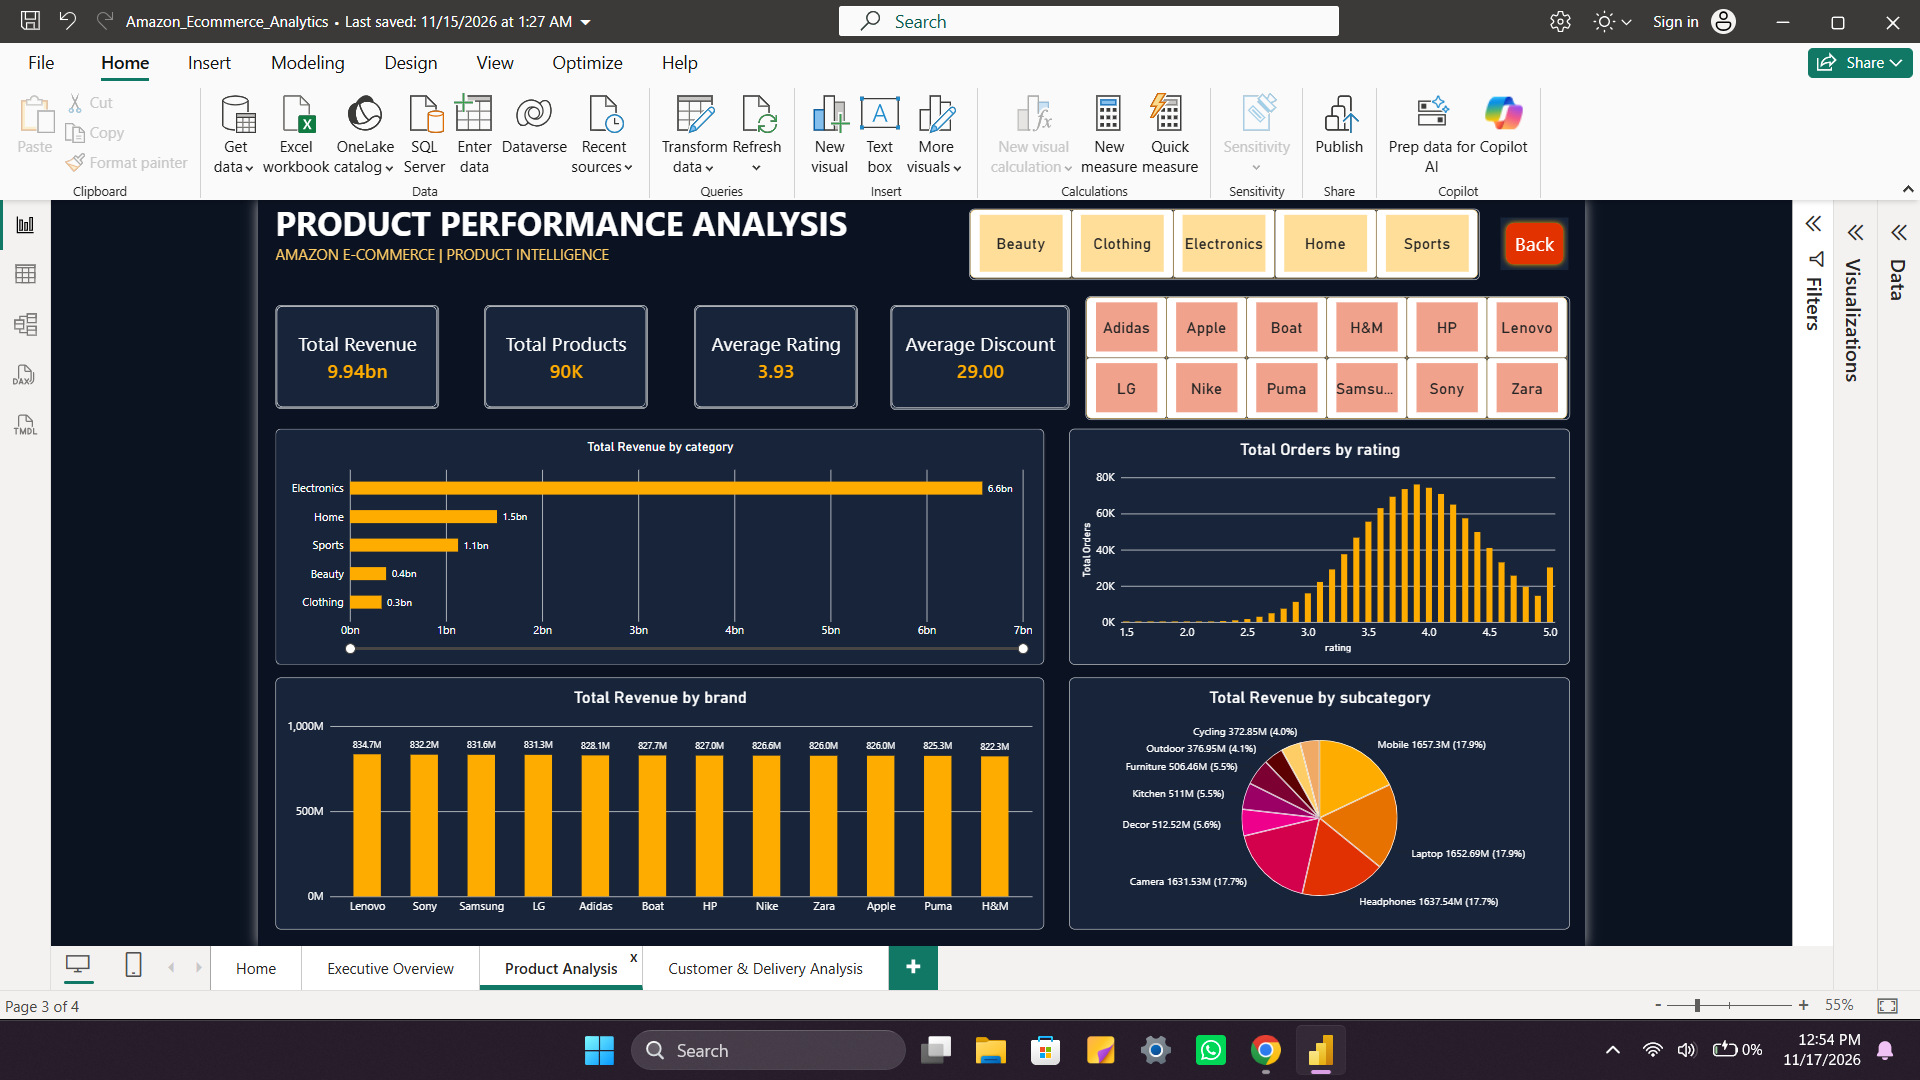 Amazon_Ecommerce_Analytics • Last saved: 11/15/2026 at 1:27 AM
Search
Sign in
File
Home
Insert
Modeling
Design
View
Optimize
Help
Share
Paste
Cut
Copy
Format painter
Clipboard
Get data
Excel workbook
OneLake catalog
SQL Server
Enter data
Dataverse
Recent sources
Data
Transform data
Refresh
Queries
New visual
Text box
More visuals
Insert
New visual calculation
New measure
Quick measure
Calculations
Sensitivity
Sensitivity
Publish
Share
Prep data for AI
Copilot
Copilot
PRODUCT PERFORMANCE ANALYSIS
AMAZON E-COMMERCE | PRODUCT INTELLIGENCE
Beauty
Clothing
Electronics
Home
Sports
Back
Total Revenue
9.94bn
Total Products
90K
Average Rating
3.93
Average Discount
29.00
Adidas
Apple
Boat
H&M
HP
Lenovo
LG
Nike
Puma
Samsu...
Sony
Zara
Total Revenue by category
Electronics
6.6bn
Home
1.5bn
Sports
1.1bn
Beauty
0.4bn
Clothing
0.3bn
0bn
1bn
2bn
3bn
4bn
5bn
6bn
7bn
Total Orders by rating
Total Orders
80K
60K
40K
20K
0K
1.5
2.0
2.5
3.0
3.5
4.0
4.5
5.0
rating
Total Revenue by brand
1,000M
500M
0M
834.7M
832.2M
831.6M
831.3M
828.1M
827.7M
827.0M
826.6M
826.0M
826.0M
825.3M
822.3M
Lenovo
Sony
Samsung
LG
Adidas
Boat
HP
Nike
Zara
Apple
Puma
H&M
Total Revenue by subcategory
Cycling 372.85M (4.0%)
Outdoor 376.95M (4.1%)
Furniture 506.46M (5.5%)
Kitchen 511M (5.5%)
Decor 512.52M (5.6%)
Camera 1631.53M (17.7%)
Mobile 1657.3M (17.9%)
Laptop 1652.69M (17.9%)
Headphones 1637.54M (17.7%)
Filters
Visualizations
Data
DAX
TMDL
Home
Executive Overview
Product Analysis
x
Customer & Delivery Analysis
+
Page 3 of 4
- + 55%
Search
0%
12:54 PM
11/17/2026